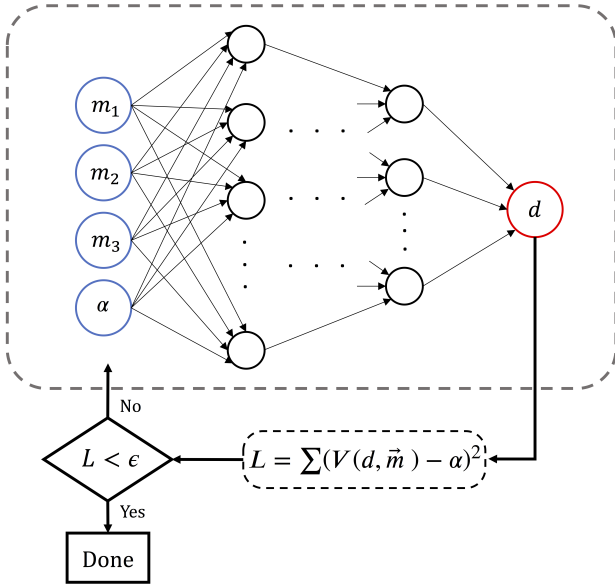 m₁
m₂
m₃
α
d
No
L < ϵ
L = ∑(V(d, m⃗ ) − α)²
Yes
Done